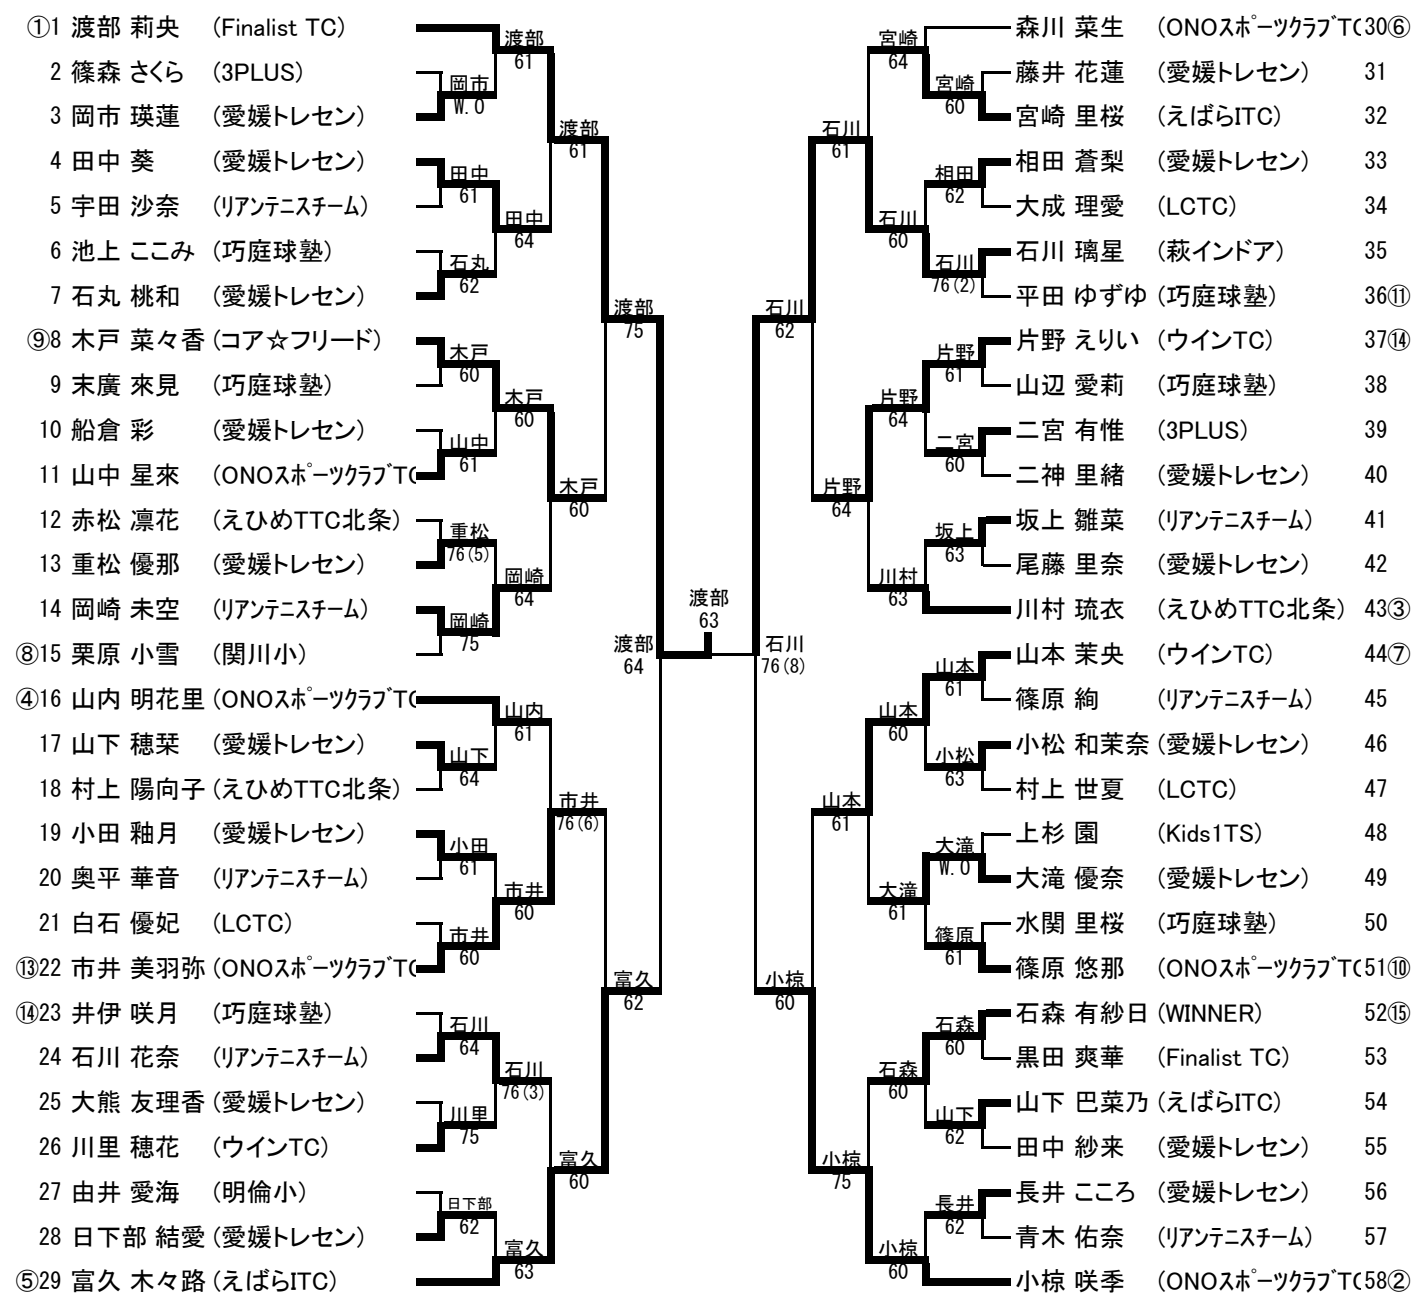 ①1 渡部 莉央 (Finalist TC)
2 篠森 さくら (3PLUS)
3 岡市 瑛蓮 (愛媛トレセン)
4 田中 葵 (愛媛トレセン)
5 宇田 沙奈 (リアンテニスチーム)
6 池上 ここみ (巧庭球塾)
7 石丸 桃和 (愛媛トレセン)
⑨8 木戸 菜々香 (コア☆フリード)
9 末廣 來見 (巧庭球塾)
10 船倉 彩 (愛媛トレセン)
11 山中 星來 (ONOスポーツクラブTC
12 赤松 凛花 (えひめTTC北条)
13 重松 優那 (愛媛トレセン)
14 岡崎 未空 (リアンテニスチーム)
⑧15 栗原 小雪 (関川小)
④16 山内 明花里 (ONOスポーツクラブTC
17 山下 穂栞 (愛媛トレセン)
18 村上 陽向子 (えひめTTC北条)
19 小田 釉月 (愛媛トレセン)
20 奥平 華音 (リアンテニスチーム)
21 白石 優妃 (LCTC)
⑬22 市井 美羽弥 (ONOスポーツクラブTC
⑭23 井伊 咲月 (巧庭球塾)
24 石川 花奈 (リアンテニスチーム)
25 大熊 友理香 (愛媛トレセン)
26 川里 穂花 (ウインTC)
27 由井 愛海 (明倫小)
28 日下部 結愛 (愛媛トレセン)
⑤29 富久 木々路 (えばらITC)
岡市
W.O
田中
61
石丸
62
木戸
60
山中
61
重松
76(5)
岡崎
75
山下
64
小田
61
市井
60
石川
64
川里
75
日下部
62
渡部
61
田中
64
木戸
60
岡崎
64
山内
61
市井
60
石川
76(3)
富久
63
渡部
61
木戸
60
市井
76(6)
富久
60
渡部
75
富久
62
渡部
64
渡部
63
石川
76(8)
石川
62
小椋
60
石川
61
片野
64
山本
61
小椋
75
宮崎
64
石川
60
片野
64
川村
63
山本
60
大滝
61
石森
60
小椋
60
宮崎
60
相田
62
石川
76(2)
片野
61
二宮
60
坂上
63
山本
61
小松
63
大滝
W.O
篠原
61
石森
60
山下
62
長井
62
森川 菜生 (ONOスポーツクラブTC 30⑥
藤井 花蓮 (愛媛トレセン) 31
宮崎 里桜 (えばらITC) 32
相田 蒼梨 (愛媛トレセン) 33
大成 理愛 (LCTC) 34
石川 璃星 (萩インドア) 35
平田 ゆずゆ (巧庭球塾) 36⑪
片野 えりい (ウインTC) 37⑭
山辺 愛莉 (巧庭球塾) 38
二宮 有惟 (3PLUS) 39
二神 里緒 (愛媛トレセン) 40
坂上 雛菜 (リアンテニスチーム) 41
尾藤 里奈 (愛媛トレセン) 42
川村 琉衣 (えひめTTC北条) 43③
山本 茉央 (ウインTC) 44⑦
篠原 絢 (リアンテニスチーム) 45
小松 和茉奈 (愛媛トレセン) 46
村上 世夏 (LCTC) 47
上杉 園 (Kids1TS) 48
大滝 優奈 (愛媛トレセン) 49
水関 里桜 (巧庭球塾) 50
篠原 悠那 (ONOスポーツクラブTC 51⑩
石森 有紗日 (WINNER) 52⑮
黒田 爽華 (Finalist TC) 53
山下 巴菜乃 (えばらITC) 54
田中 紗来 (愛媛トレセン) 55
長井 こころ (愛媛トレセン) 56
青木 佑奈 (リアンテニスチーム) 57
小椋 咲季 (ONOスポーツクラブTC 58②